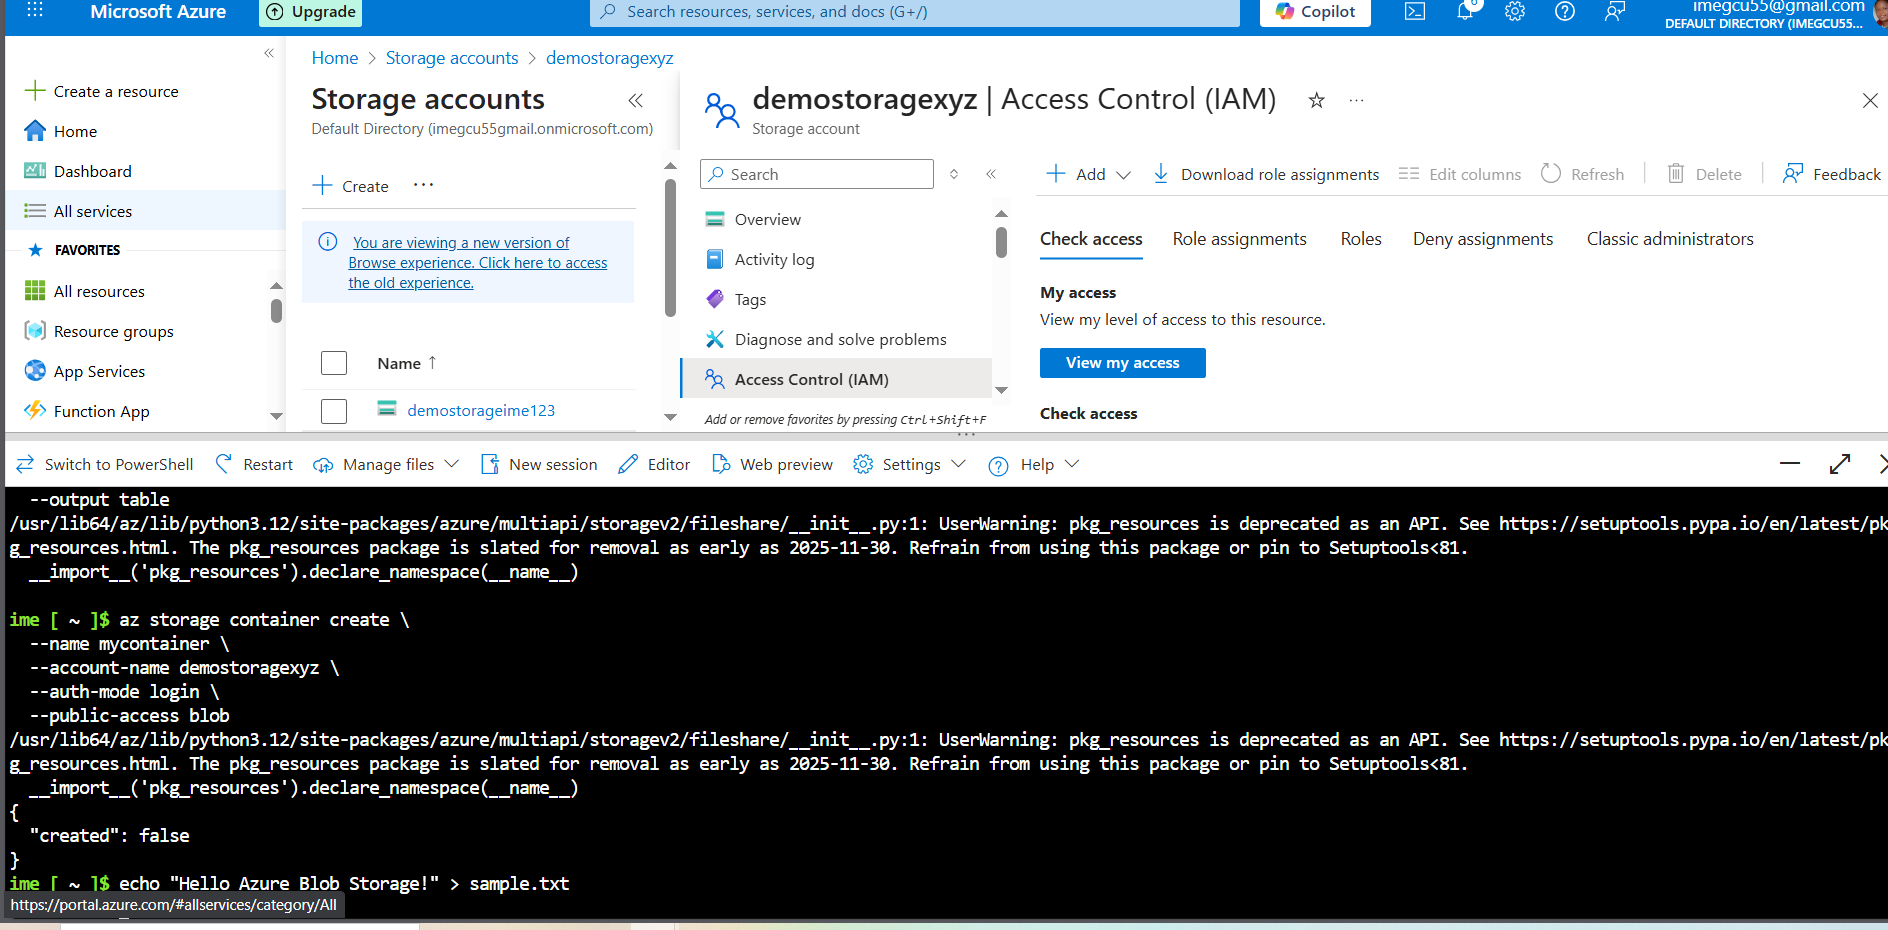 Microsoft Azure
Upgrade
Search resources, services, and docs (G+/)
Copilot
6
imegcu55@gmail.com
DEFAULT DIRECTORY (IMEGCU55...
Create a resource
Home
Dashboard
All services
FAVORITES
All resources
Resource groups
App Services
Function App
Home > Storage accounts > demostoragexyz
Storage accounts
Default Directory (imegcu55gmail.onmicrosoft.com)
Create ...
You are viewing a new version of
Browse experience. Click here to access
the old experience.
Name ↑
demostorageime123
demostoragexyz | Access Control (IAM)
Storage account
Search
Overview
Activity log
Tags
Diagnose and solve problems
Access Control (IAM)
Add or remove favorites by pressing Ctrl+Shift+F
Add
Download role assignments
Edit columns
Refresh
Delete
Feedback
Check access
Role assignments
Roles
Deny assignments
Classic administrators
My access
View my level of access to this resource.
View my access
Check access
Switch to PowerShell
Restart
Manage files
New session
Editor
Web preview
Settings
Help
--output table
/usr/lib64/az/lib/python3.12/site-packages/azure/multiapi/storagev2/fileshare/__init__.py:1: UserWarning: pkg_resources is deprecated as an API. See https://setuptools.pypa.io/en/latest/pk
g_resources.html. The pkg_resources package is slated for removal as early as 2025-11-30. Refrain from using this package or pin to Setuptools<81.
__import__('pkg_resources').declare_namespace(__name__)
ime [ ~ ]$ az storage container create \
--name mycontainer \
--account-name demostoragexyz \
--auth-mode login \
--public-access blob
/usr/lib64/az/lib/python3.12/site-packages/azure/multiapi/storagev2/fileshare/__init__.py:1: UserWarning: pkg_resources is deprecated as an API. See https://setuptools.pypa.io/en/latest/pk
g_resources.html. The pkg_resources package is slated for removal as early as 2025-11-30. Refrain from using this package or pin to Setuptools<81.
__import__('pkg_resources').declare_namespace(__name__)
{
"created": false
}
ime [ ~ ]$ echo "Hello Azure Blob Storage!" > sample.txt
https://portal.azure.com/#allservices/category/All